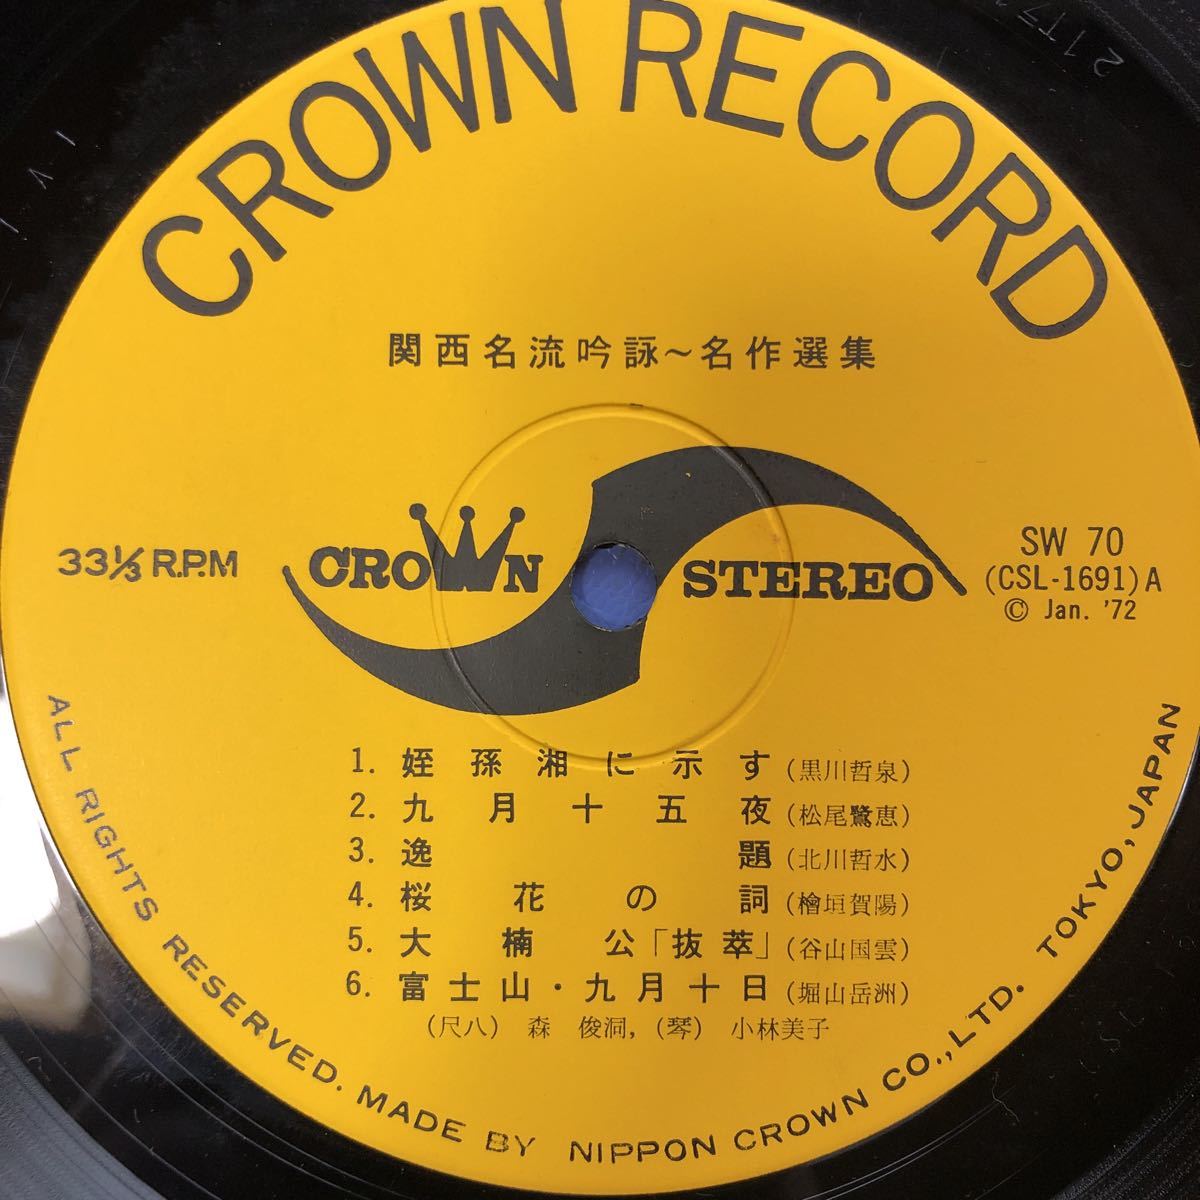 CROWN RECORD
関西名流吟詠～名作選集
33⅓ R.P.M
CROWN STEREO
SW 70
(CSL-1691) A
© Jan. '72
1. 姪孫湘に示す (黒川哲泉)
2. 九月十五夜 (松尾鷺恵)
3. 逸題 (北川哲水)
4. 桜花の詞 (檜垣賀陽)
5. 大楠公「抜萃」(谷山国雲)
6. 富士山・九月十日 (堀山岳洲)
(尺八) 森 俊洞, (琴) 小林美子
ALL RIGHTS RESERVED. MADE BY NIPPON CROWN CO., LTD. TOKYO, JAPAN